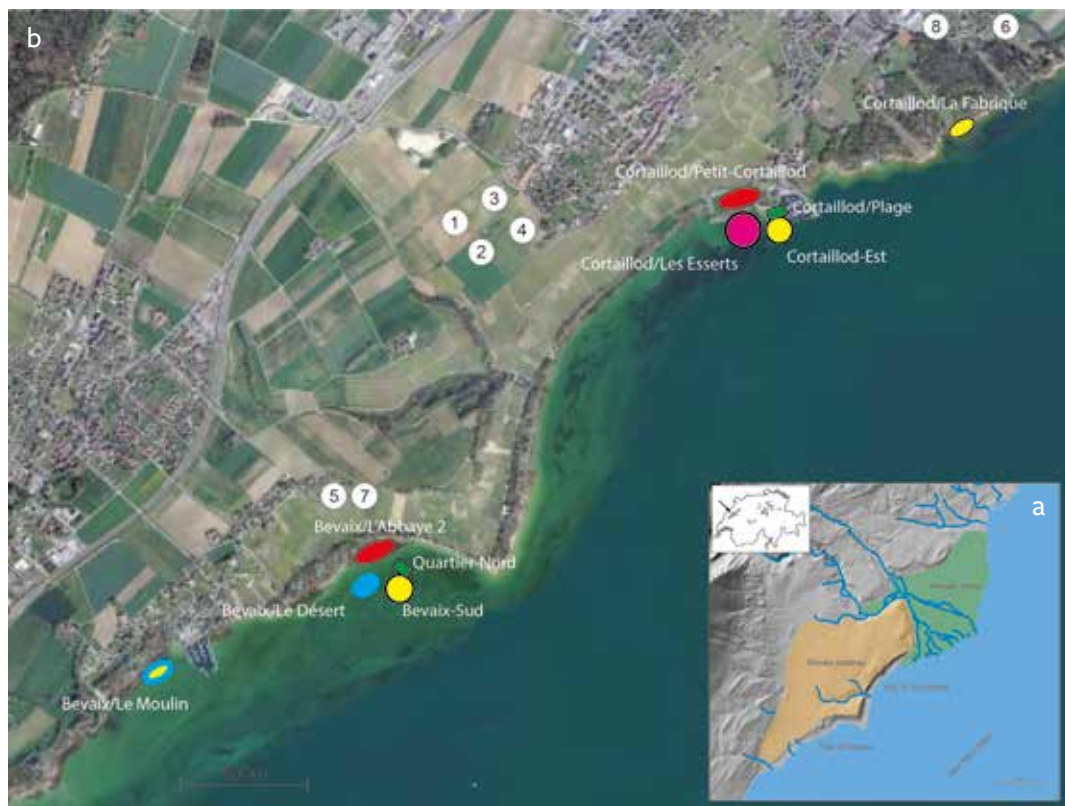 b
8
6
Cortaillod/La Fabrique
Cortaillod/Petit-Cortaillod
3
1
Cortaillod/Plage
4
2
Cortaillod/Les Esserts
Cortaillod-Est
a
5
7
Bevaix/L'Abbaye 2
Quartier-Nord
Bevaix/Le Désert
Bevaix-Sud
Bevaix/Le Moulin